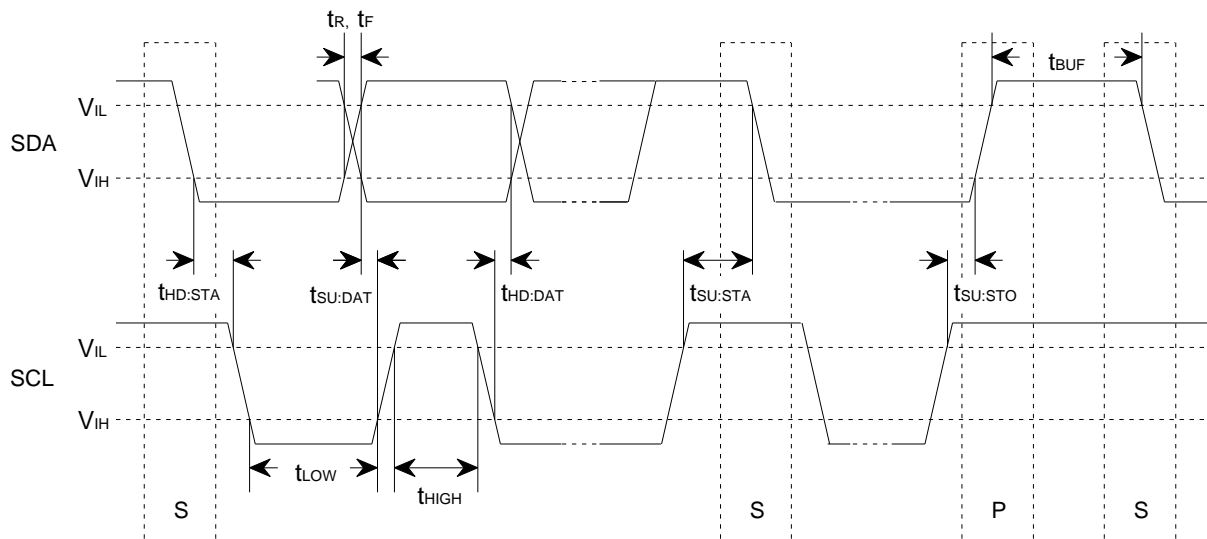 tR, tF
tBUF
VIL
SDA
VIH
tHD:STA
tSU:DAT
tHD:DAT
tSU:STA
tSU:STO
VIL
SCL
VIH
tLOW
tHIGH
S
S
P
S